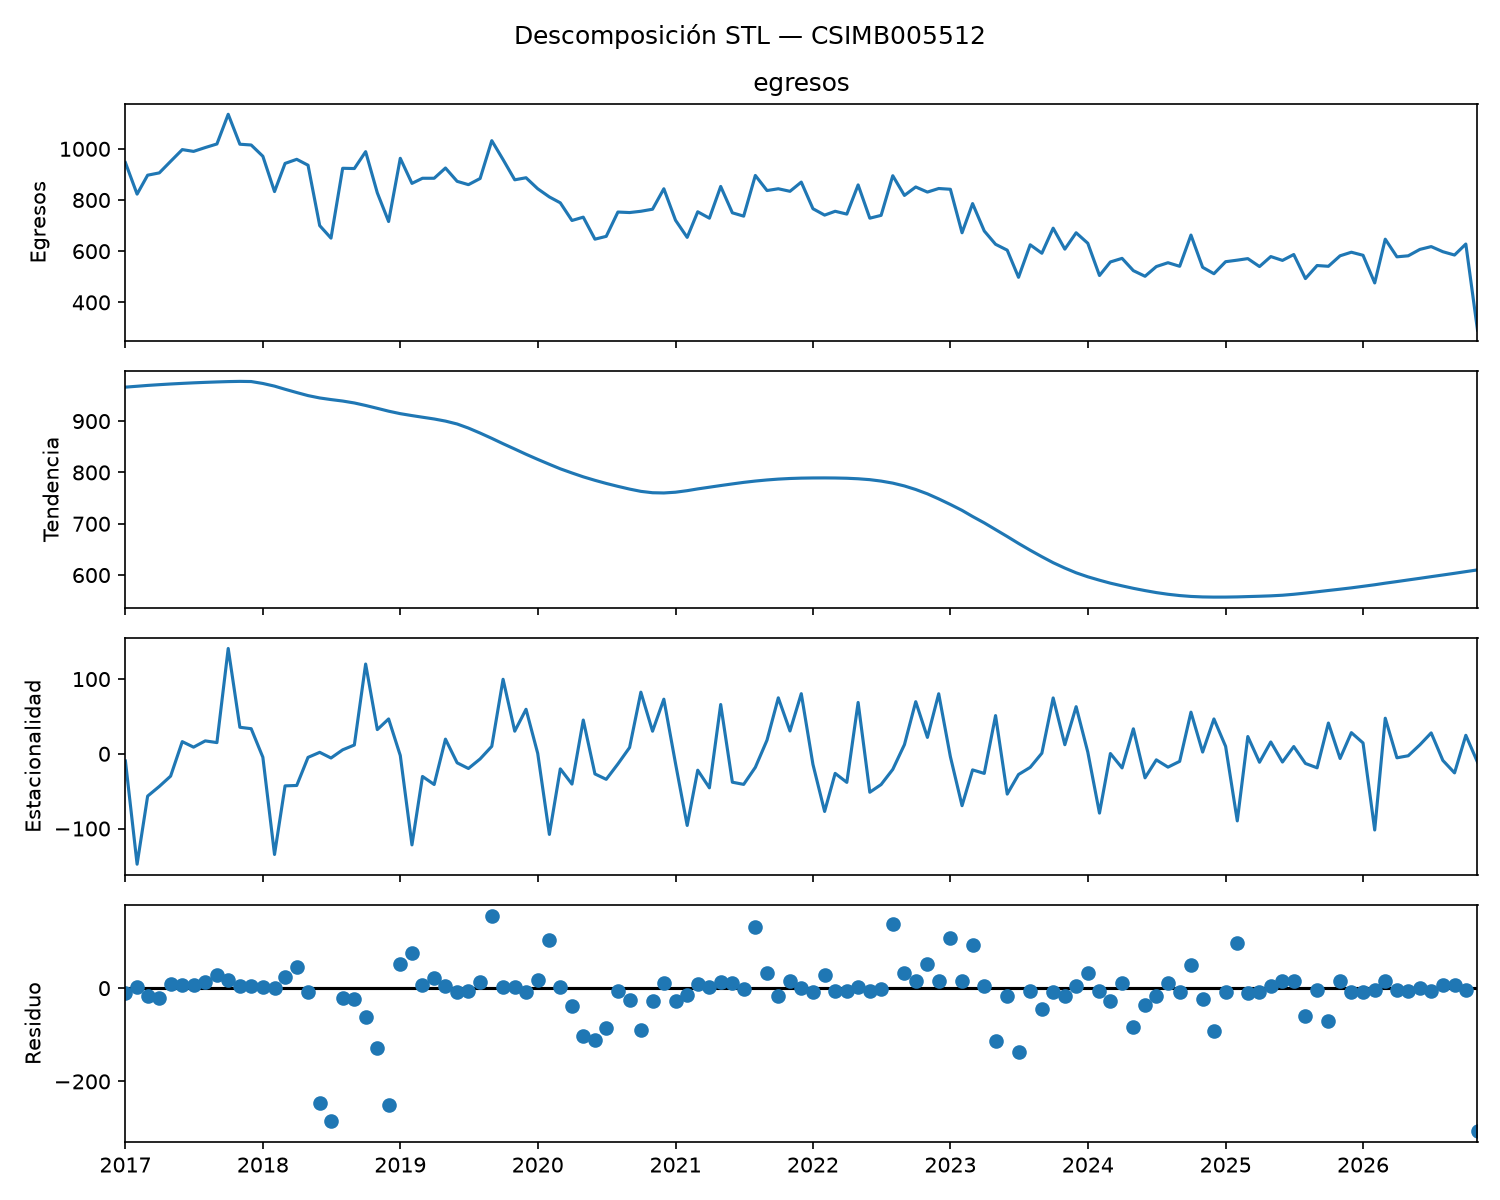 Descomposición STL — CSIMB005512
egresos
Egresos
1000
800
600
400
Tendencia
900
800
700
600
Estacionalidad
100
0
−100
Residuo
0
−200
2017 2018 2019 2020 2021 2022 2023 2024 2025 2026